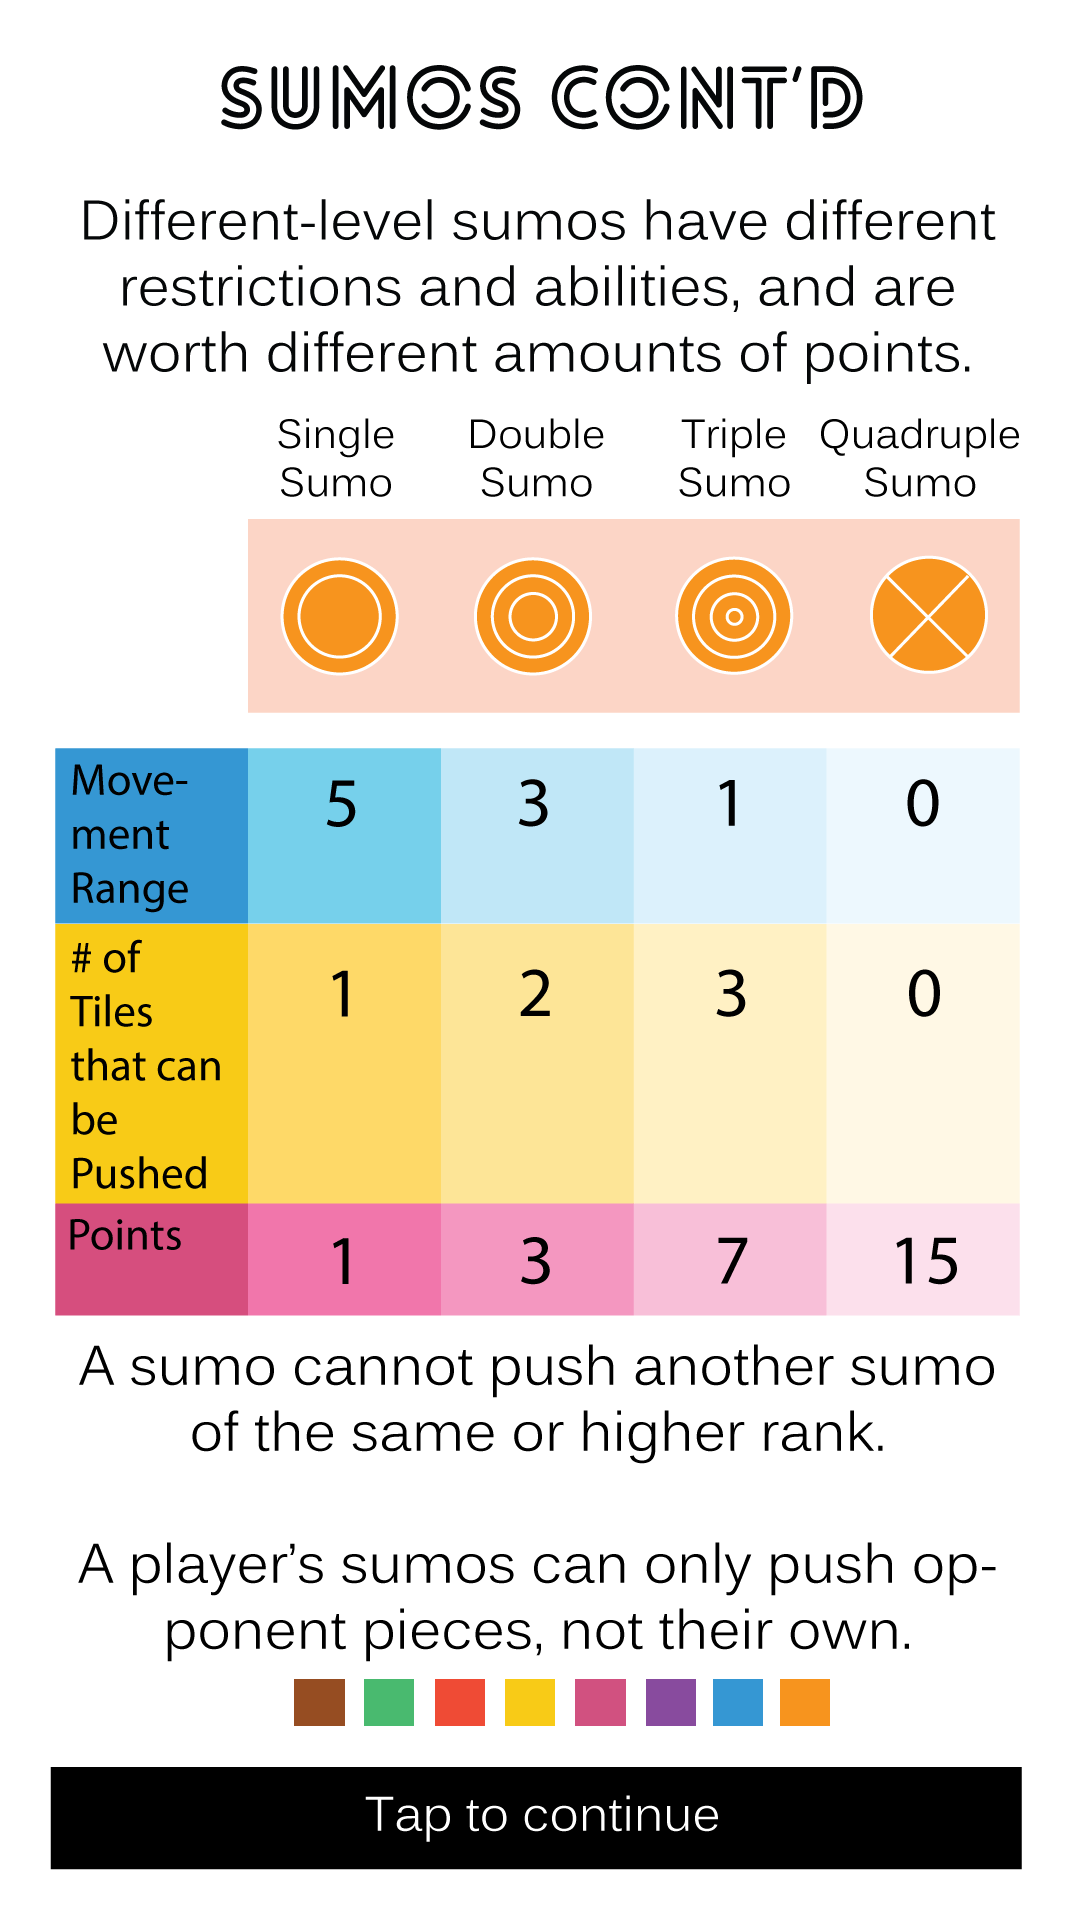 SUMOS CONT'D
Different-level sumos have different
restrictions and abilities, and are
worth different amounts of points.
Single Sumo
Double Sumo
Triple Sumo
Quadruple Sumo
Move-
ment
Range
5 3 1 0
# of
Tiles
that can
be
Pushed
1 2 3 0
Points
1 3 7 15
A sumo cannot push another sumo
of the same or higher rank.
A player’s sumos can only push op-
ponent pieces, not their own.
Tap to continue